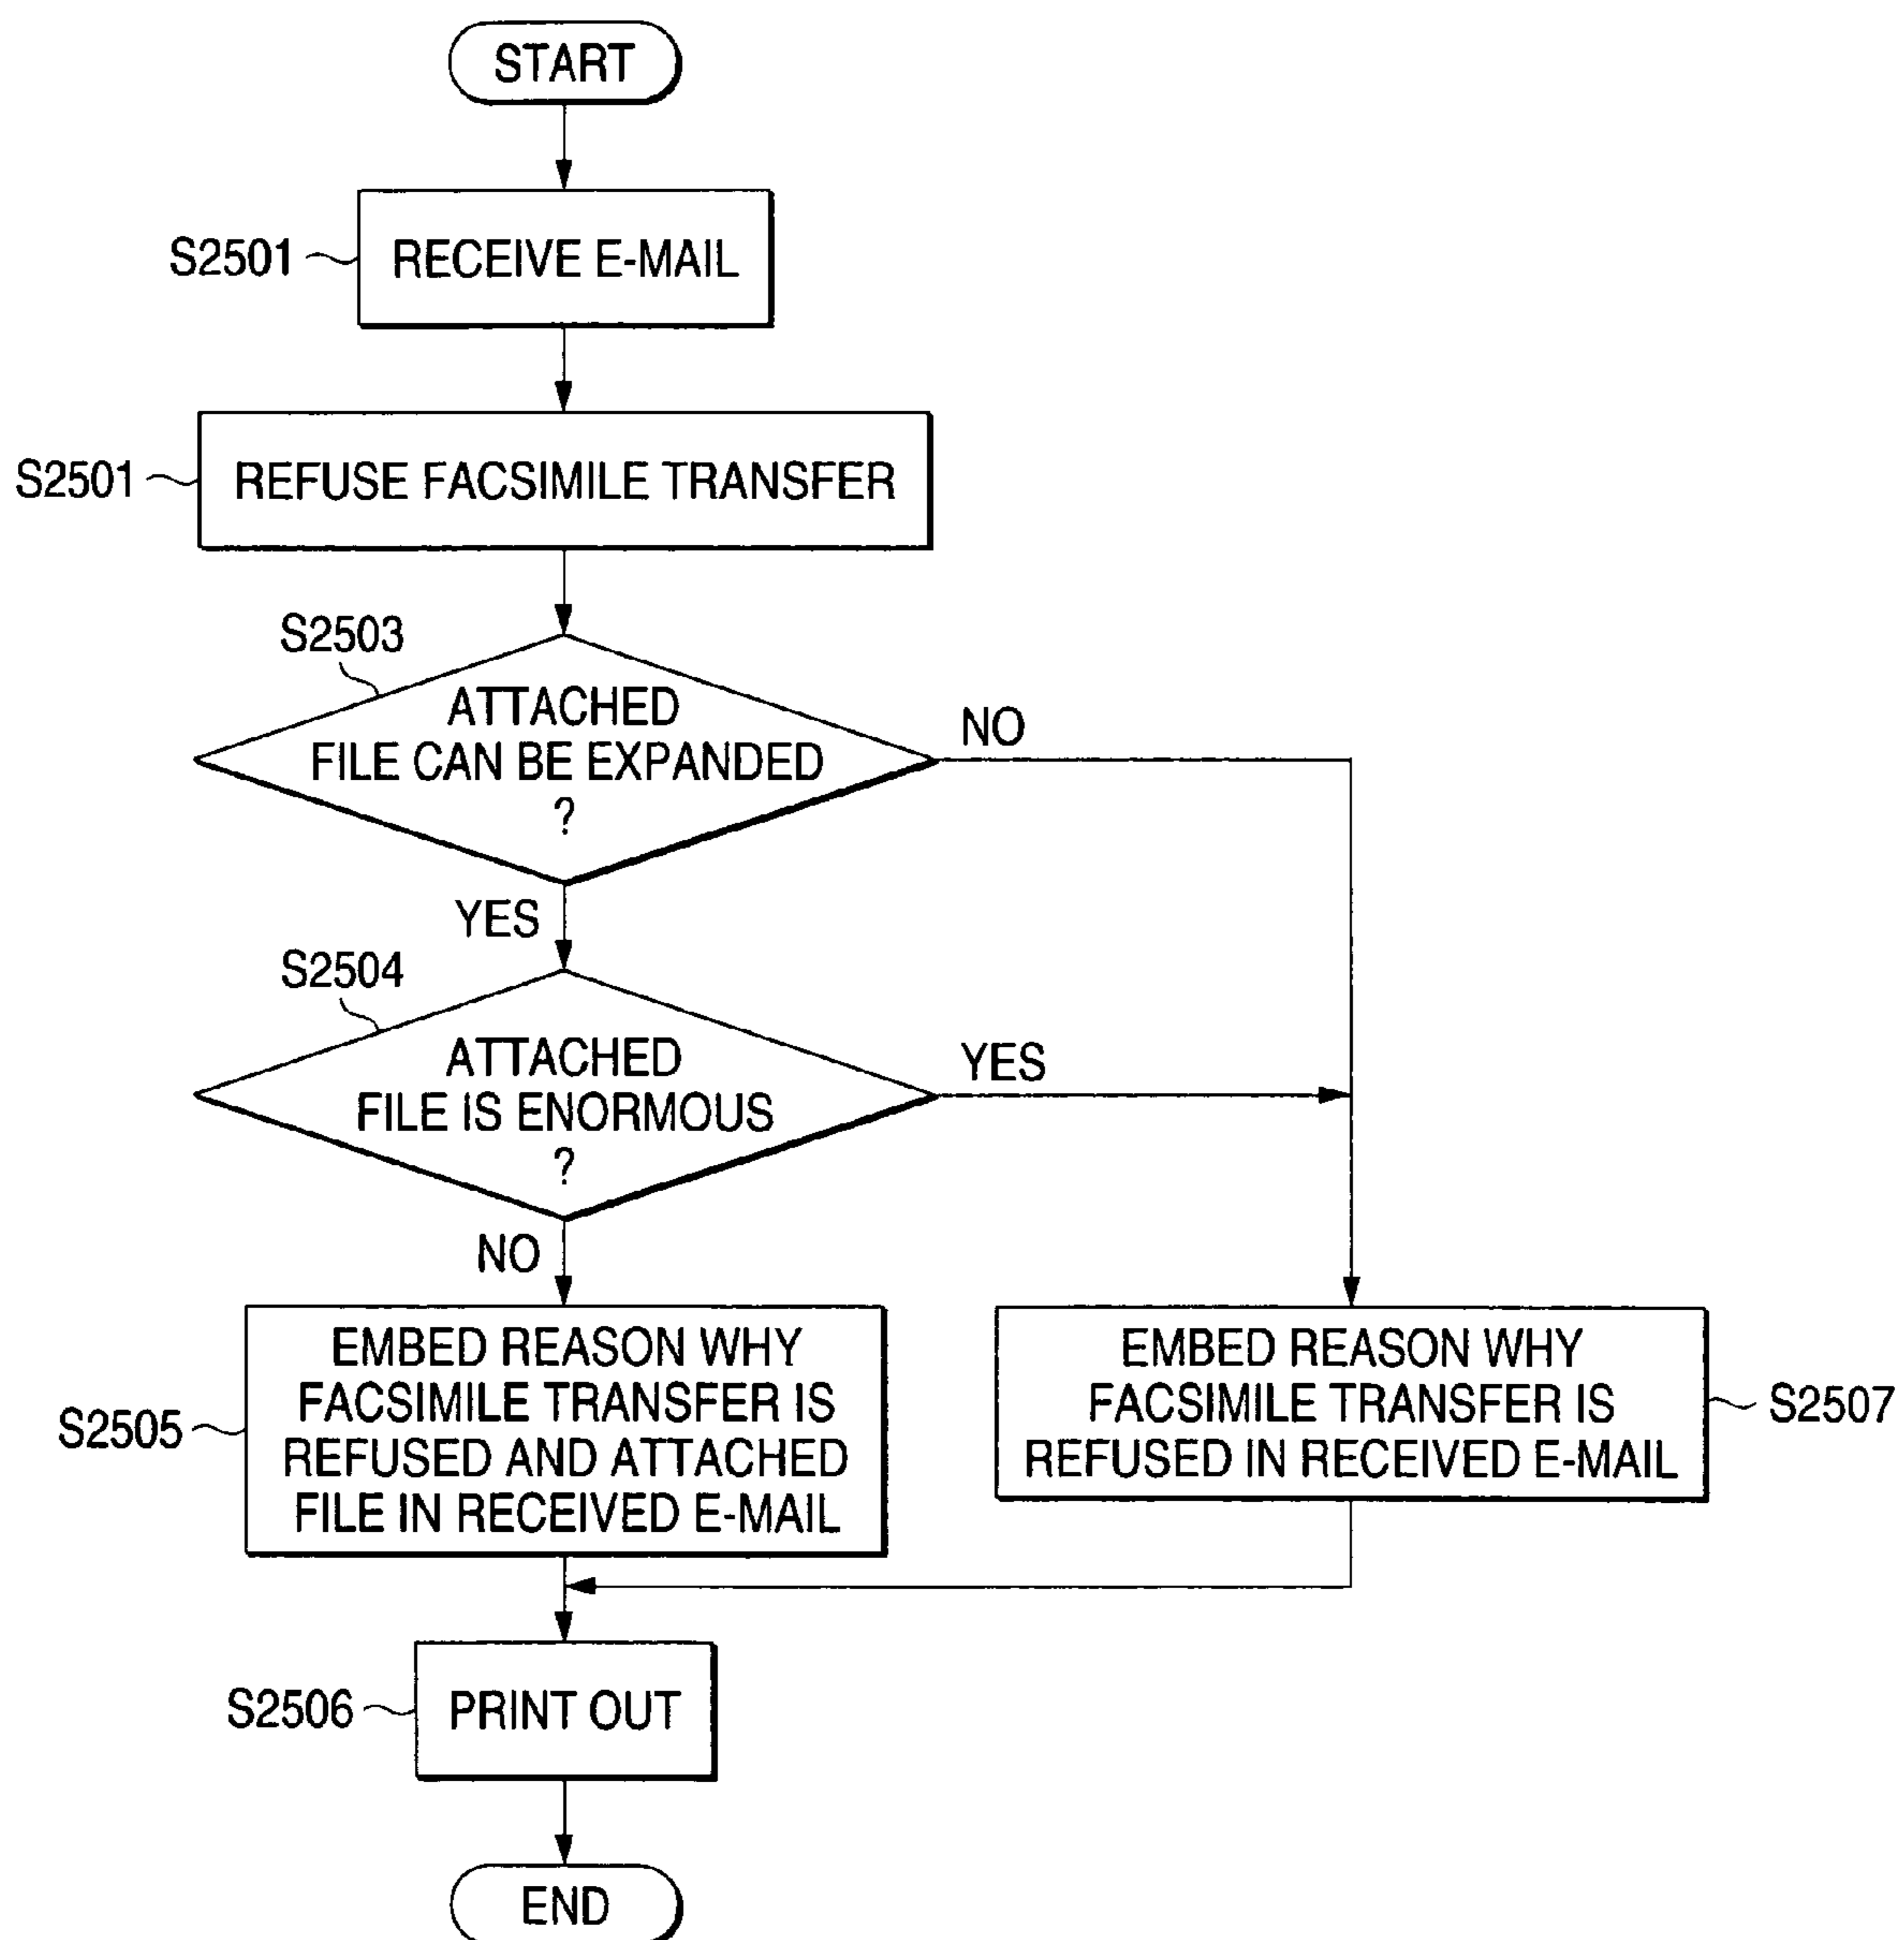 START
S2501
RECEIVE E-MAIL
S2501
REFUSE FACSIMILE TRANSFER
S2503
ATTACHED
FILE CAN BE EXPANDED
?
NO
YES
S2504
ATTACHED
FILE IS ENORMOUS
?
YES
NO
S2505
EMBED REASON WHY
FACSIMILE TRANSFER IS
REFUSED AND ATTACHED
FILE IN RECEIVED E-MAIL
EMBED REASON WHY
FACSIMILE TRANSFER IS
REFUSED IN RECEIVED E-MAIL
S2507
S2506
PRINT OUT
END